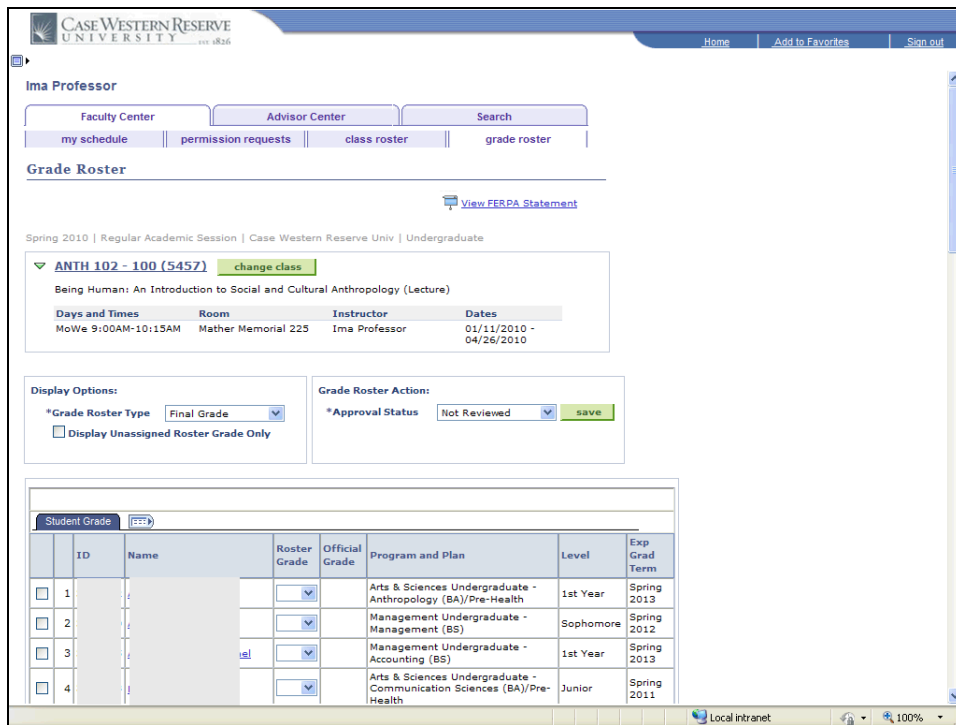 CASE WESTERN RESERVE
UNIVERSITY EST 1826
Home Add to Favorites Sign out
Ima Professor
Faculty Center Advisor Center Search
my schedule permission requests class roster grade roster
Grade Roster
View FERPA Statement
Spring 2010 | Regular Academic Session | Case Western Reserve Univ | Undergraduate
ANTH 102 - 100 (5457) change class
Being Human: An Introduction to Social and Cultural Anthropology (Lecture)
Days and Times Room Instructor Dates
MoWe 9:00AM-10:15AM Mather Memorial 225 Ima Professor 01/11/2010 -
04/26/2010
Display Options: Grade Roster Action:
*Grade Roster Type Final Grade *Approval Status Not Reviewed save
Display Unassigned Roster Grade Only
Student Grade
ID Name Roster Grade Official Grade Program and Plan Level Exp Grad Term
1 Arts & Sciences Undergraduate - Anthropology (BA)/Pre-Health 1st Year Spring 2013
2 Management Undergraduate - Management (BS) Sophomore Spring 2012
3 el Management Undergraduate - Accounting (BS) 1st Year Spring 2013
4 Arts & Sciences Undergraduate - Communication Sciences (BA)/Pre-Health Junior Spring 2011
Local intranet 100%